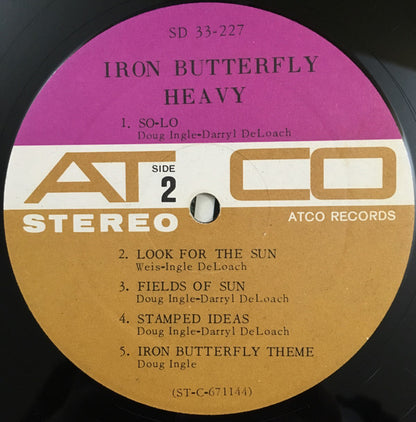 SD 33-227
IRON BUTTERFLY
HEAVY
1. SO-LO
Doug Ingle-Darryl DeLoach
ATCO
SIDE
2
STEREO
ATCO RECORDS
2. LOOK FOR THE SUN
Weis-Ingle DeLoach
3. FIELDS OF SUN
Doug Ingle-Darryl DeLoach
4. STAMPED IDEAS
Doug Ingle-Darryl DeLoach
5. IRON BUTTERFLY THEME
Doug Ingle
(ST-C-671144)